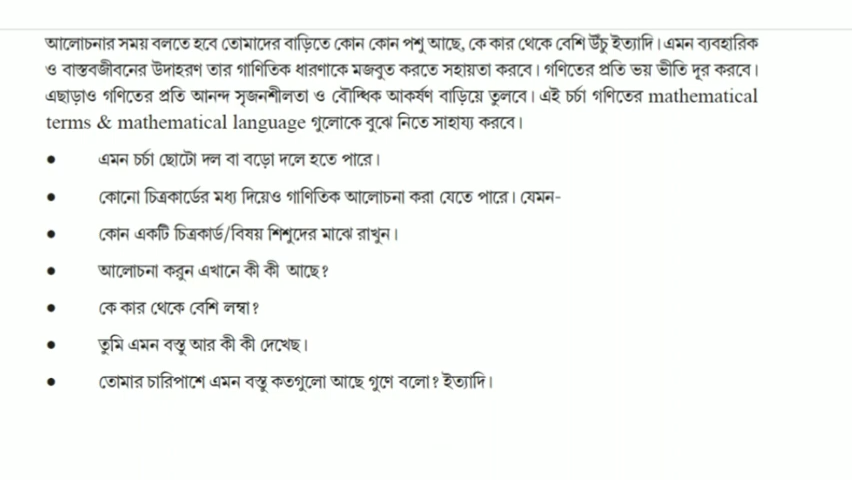 আলোচনার সময় বলতে হবে তোমাদের বাড়িতে কোন কোন পশু আছে, কে কার থেকে বেশি উঁচু ইত্যাদি। এমন ব্যবহারিক
ও বাস্তবজীবনের উদাহরণ তার গাণিতিক ধারণাকে মজবুত করতে সহায়তা করবে। গণিতের প্রতি ভয় ভীতি দূর করবে।
এছাড়াও গণিতের প্রতি আনন্দ সৃজনশীলতা ও বৌদ্ধিক আকর্ষণ বাড়িয়ে তুলবে। এই চর্চা গণিতের mathematical
terms & mathematical language গুলোকে বুঝে নিতে সাহায্য করবে।
● এমন চর্চা ছোটো দল বা বড়ো দলে হতে পারে।
● কোনো চিত্রকার্ডের মধ্য দিয়েও গাণিতিক আলোচনা করা যেতে পারে। যেমন-
● কোন একটি চিত্রকার্ড/বিষয় শিশুদের মাঝে রাখুন।
● আলোচনা করুন এখানে কী কী আছে?
● কে কার থেকে বেশি লম্বা?
● তুমি এমন বস্তু আর কী কী দেখেছ।
● তোমার চারিপাশে এমন বস্তু কতগুলো আছে গুণে বলো? ইত্যাদি।